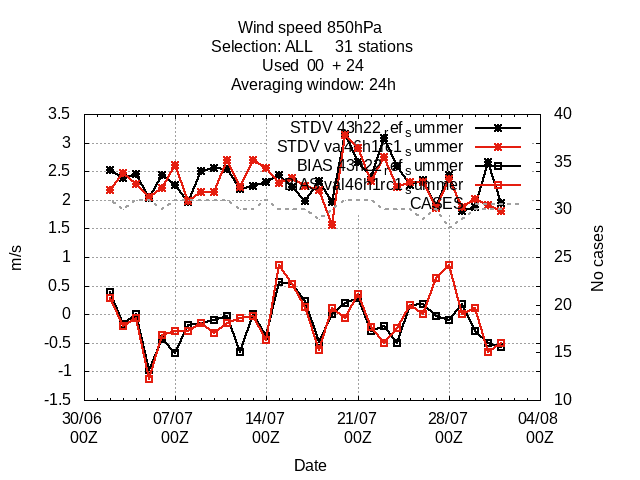 Wind speed 850hPa
Selection: ALL 31 stations
Used 00 + 24
Averaging window: 24h
3.5 40
STDV 43h22_ref_summer
3
STDV val46h1rc1_summer
2.5 35
BIAS 43h22_ref_summer
BIAS val46h1rc1_summer
2 30
CASES
1.5
1 25
0.5
0 20
-0.5 15
-1
-1.5 10
m/s
No cases
30/06 07/07 14/07 21/07 28/07 04/08
00Z 00Z 00Z 00Z 00Z 00Z
Date